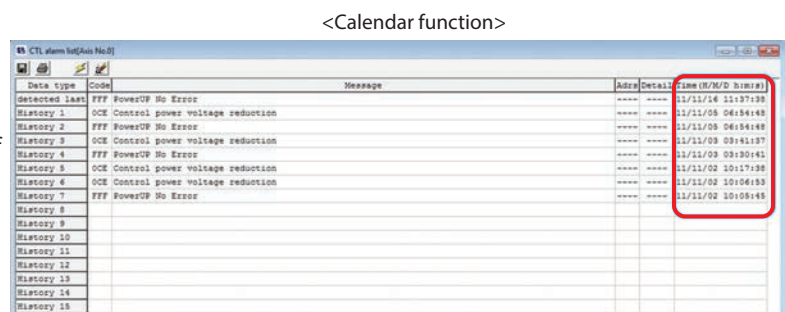 <Calendar function>
CTL alarm list[Axis No.0]
Data type Code Message Adrs Detail Time(H/M/D h:m:s)
detected last FFF PowerUP No Error ---- ---- 11/11/16 11:37:38
History 1 0CE Control power voltage reduction ---- ---- 11/11/05 06:54:48
History 2 FFF PowerUP No Error ---- ---- 11/11/05 06:54:48
History 3 0CE Control power voltage reduction ---- ---- 11/11/03 03:41:37
History 4 FFF PowerUP No Error ---- ---- 11/11/03 03:30:41
History 5 0CE Control power voltage reduction ---- ---- 11/11/02 10:17:38
History 6 0CE Control power voltage reduction ---- ---- 11/11/02 10:06:53
History 7 FFF PowerUP No Error ---- ---- 11/11/02 10:05:45
History 8
History 9
History 10
History 11
History 12
History 13
History 14
History 15